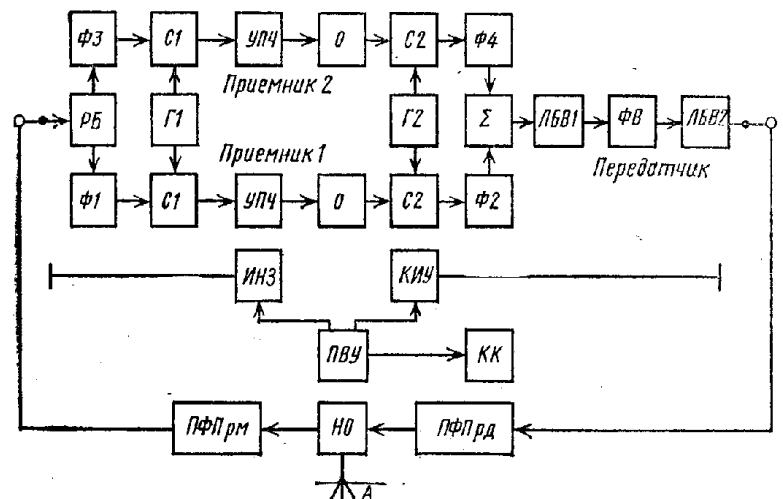 Ф3 С1 УПЧ О С2 Ф4
Приемник 2
РБ Г1 Г2 Σ ЛБВ1 ФВ ЛБВ2
Приемник 1 Передатчик
Ф1 С1 УПЧ О С2 Ф2
ИНЗ КИУ
ПВУ КК
ПФПрм НО ПФПрд
А